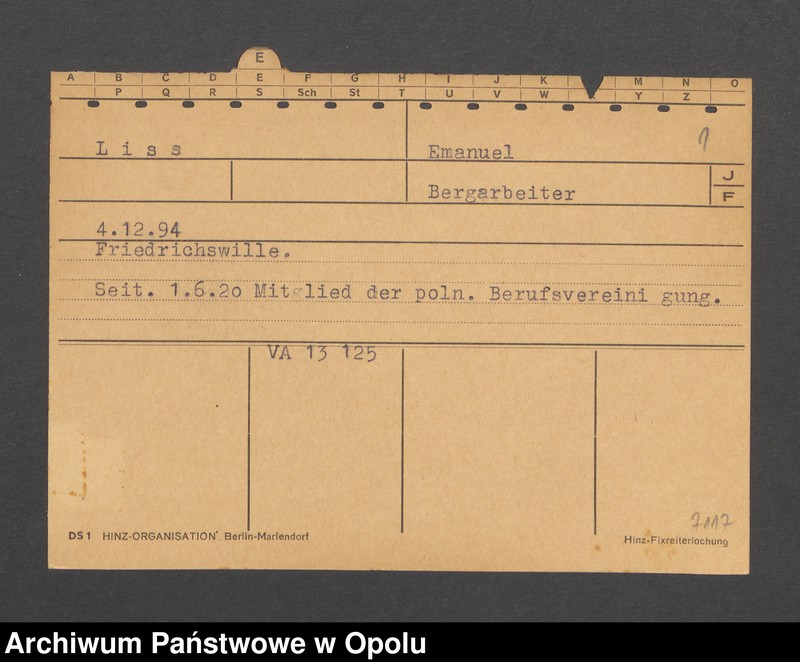 E
A B C D E F G H I J K M N O
P Q R S Sch St T U V W Y Z
L i s s Emanuel 1
Bergarbeiter J
F
4.12.94
Friedrichswille.
Seit. 1.6.20 Mitglied der poln. Berufsvereini gung.
VA 13 125
7117
DS 1 HINZ-ORGANISATION. Berlin-Mariendorf Hinz-Fixreiterlochung
Archiwum Państwowe w Opolu